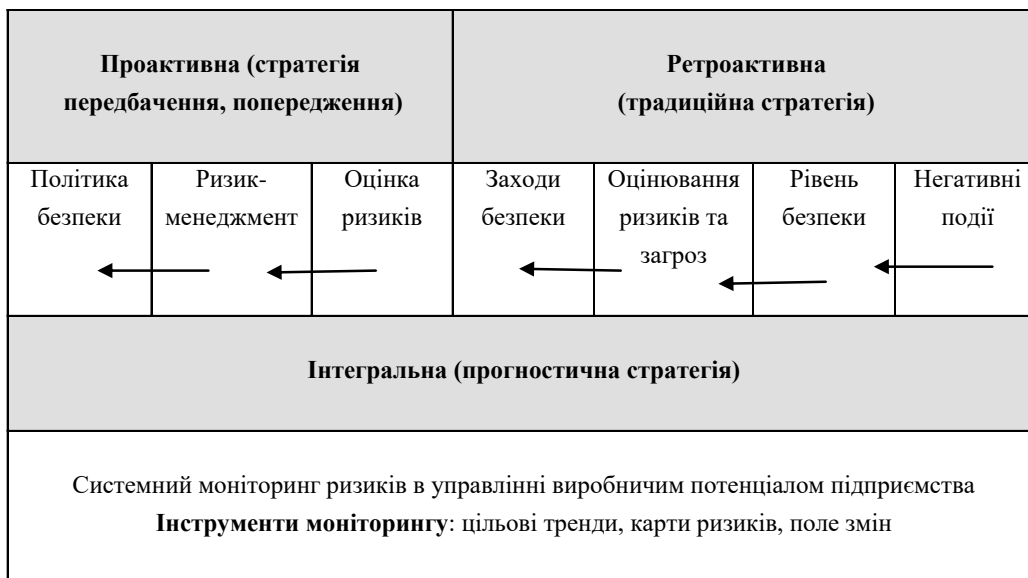 Проактивна (стратегія
передбачення, попередження)
Ретроактивна
(традиційна стратегія)
Політика
безпеки
Ризик-
менеджмент
Оцінка
ризиків
Заходи
безпеки
Оцінювання
ризиків та
загроз
Рівень
безпеки
Негативні
події
Інтегральна (прогностична стратегія)
Системний моніторинг ризиків в управлінні виробничим потенціалом підприємства
Інструменти моніторингу: цільові тренди, карти ризиків, поле змін